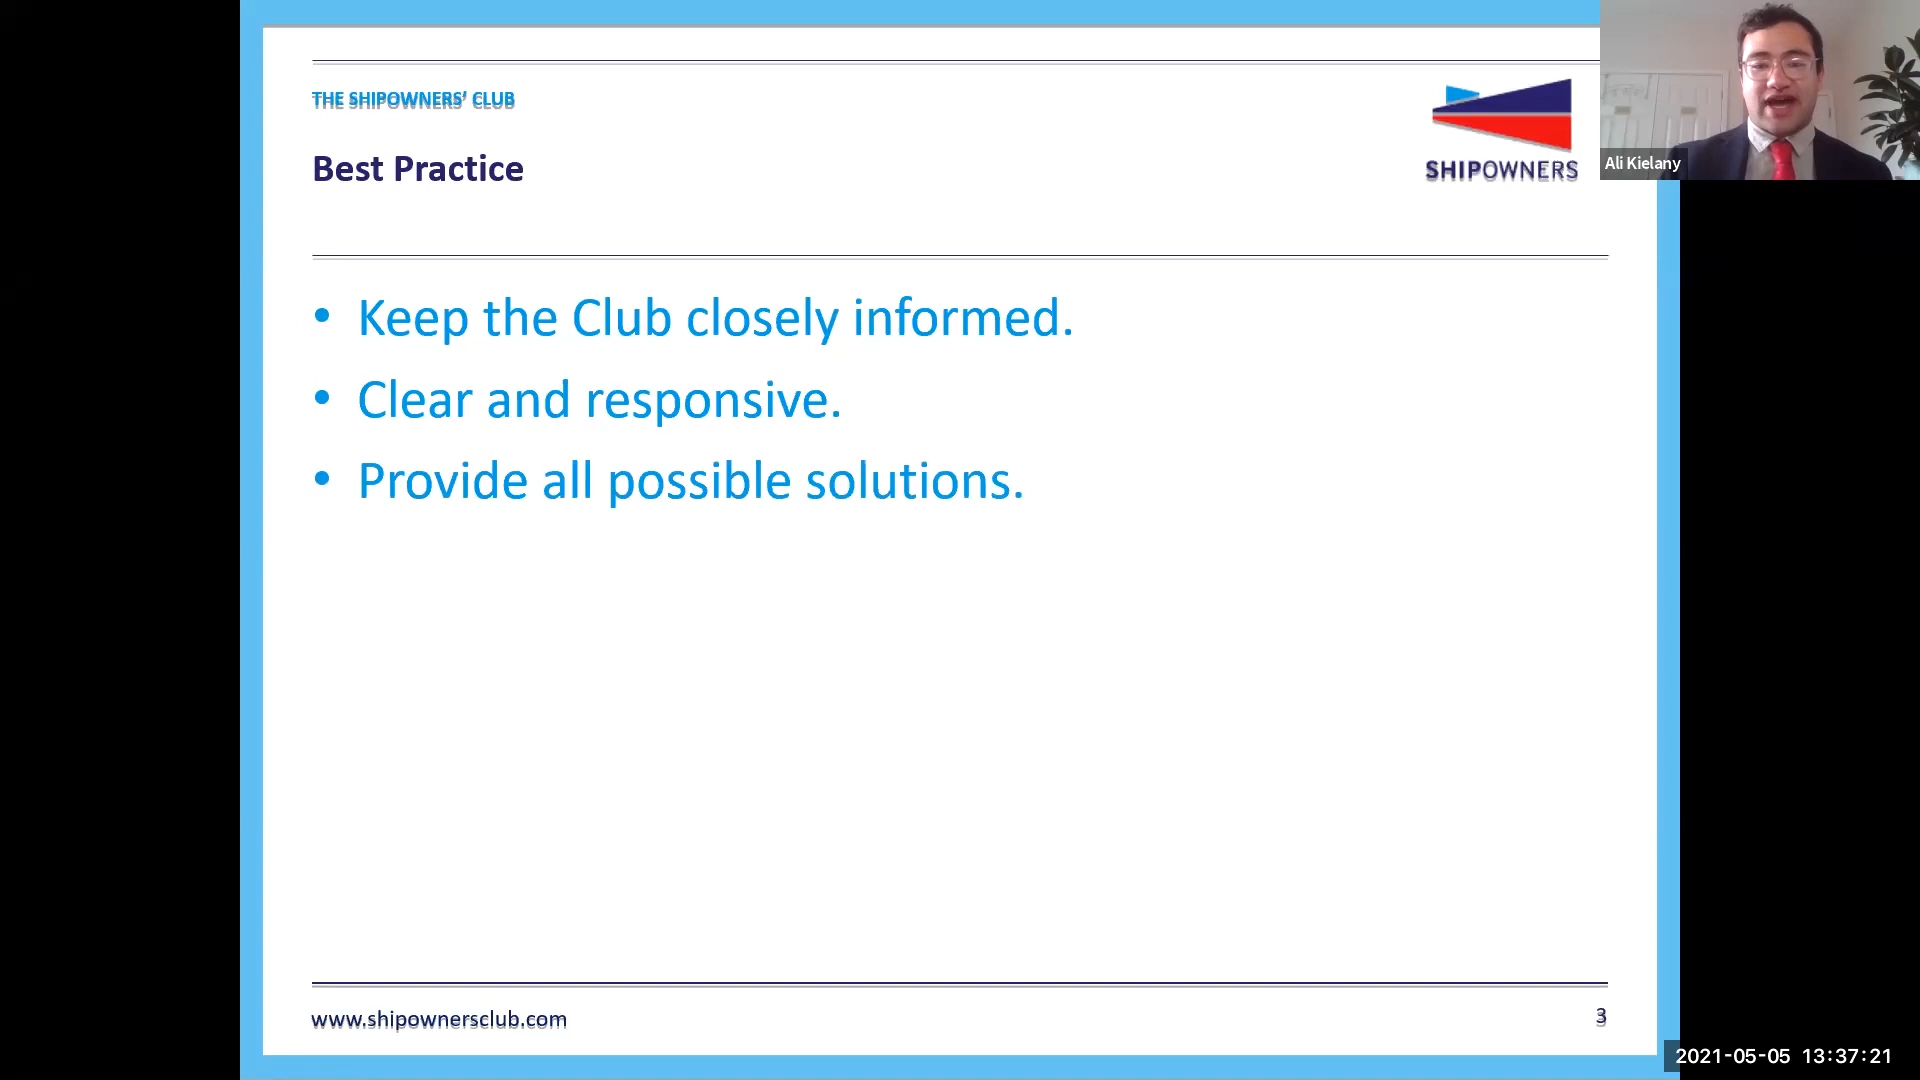 THE SHIPOWNERS' CLUB
Best Practice
SHIPOWNERS
Ali Kielany
• Keep the Club closely informed.
• Clear and responsive.
• Provide all possible solutions.
www.shipownersclub.com
3
2021-05-05 13:37:21